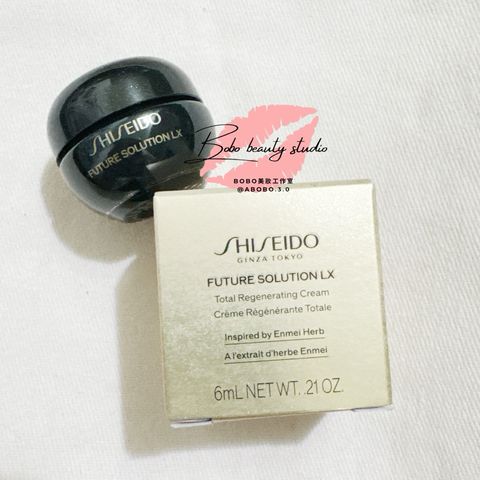 SHISEIDO
FUTURE SOLUTION LX
Bobo beauty studio
BOBO美妝工作室
@ABOBO.3.0
SHISEIDO
GINZA TOKYO
FUTURE SOLUTION LX
Total Regenerating Cream
Crème Régénérante Totale
Inspired by Enmei Herb
A l'extrait d'herbe Enmei
6mL NET WT. .21 OZ.